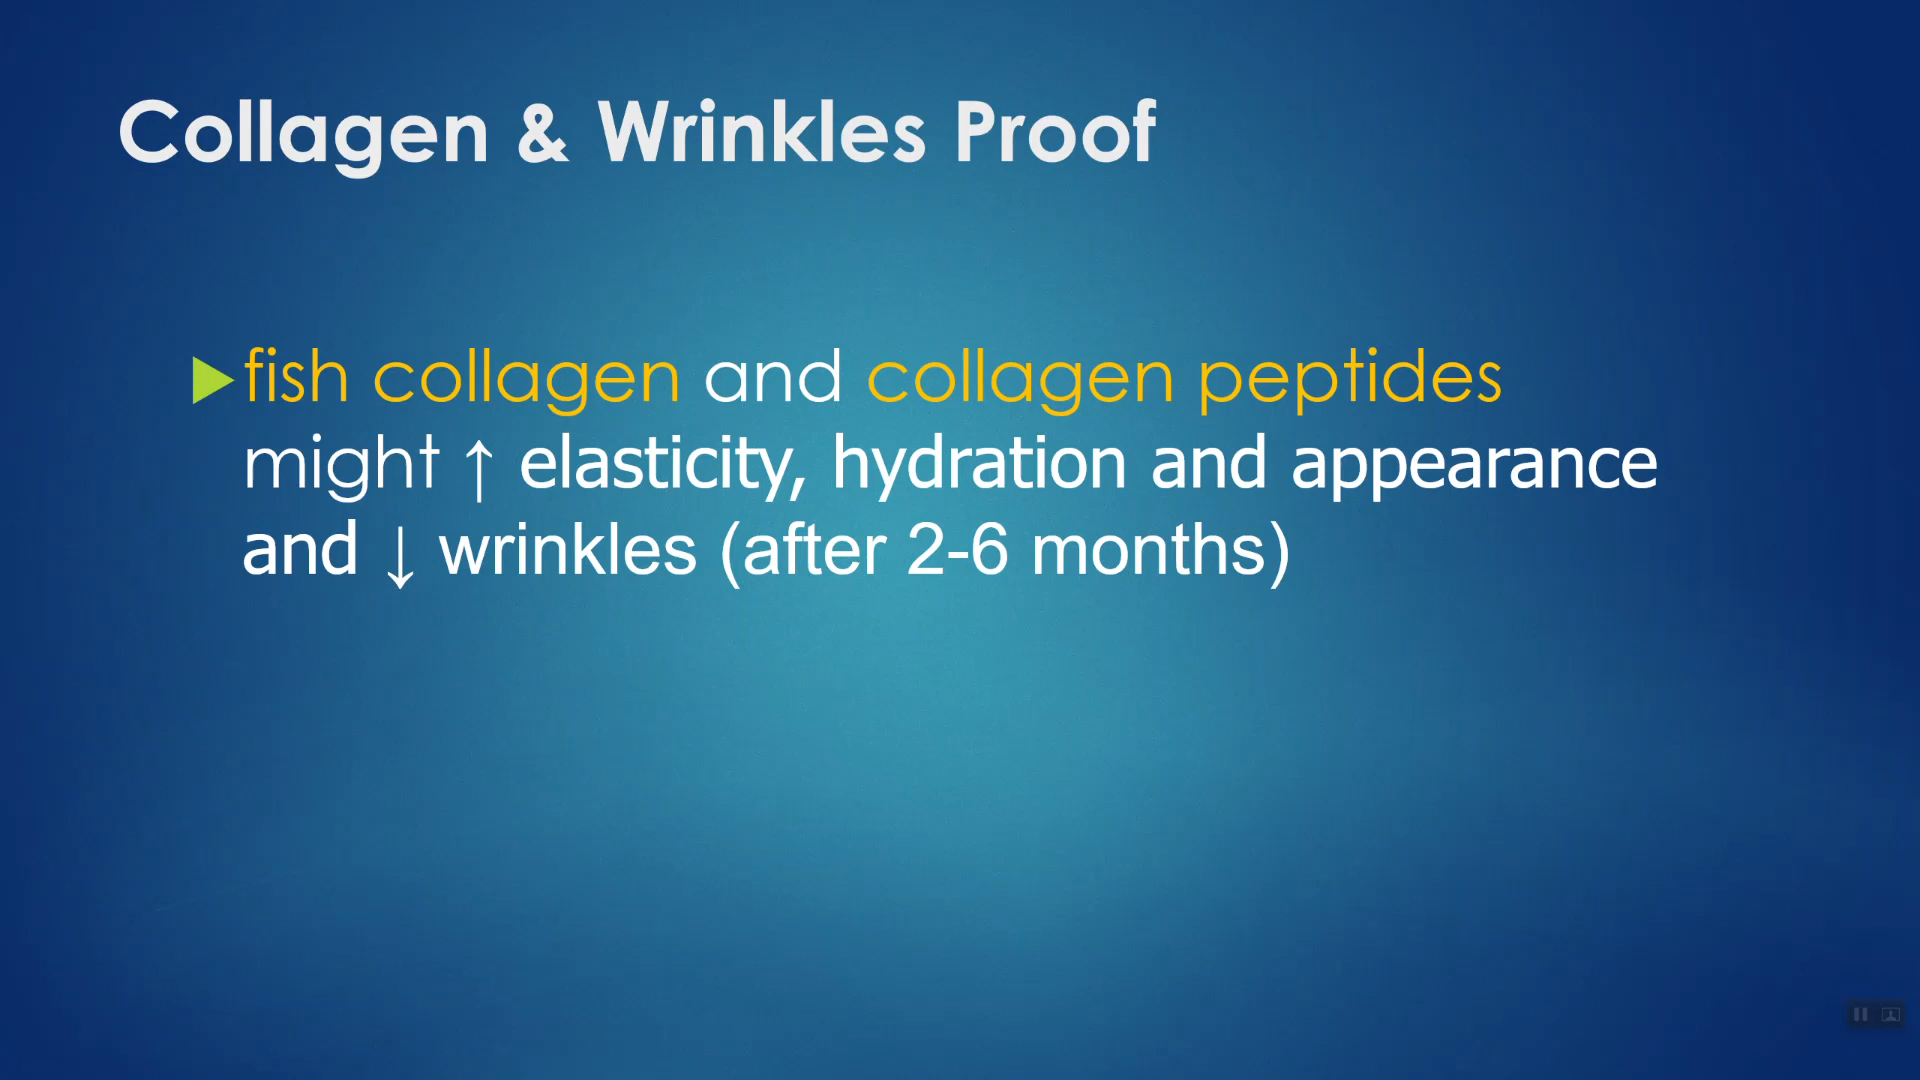 Collagen & Wrinkles Proof
fish collagen and collagen peptides
might ↑ elasticity, hydration and appearance
and ↓ wrinkles (after 2-6 months)